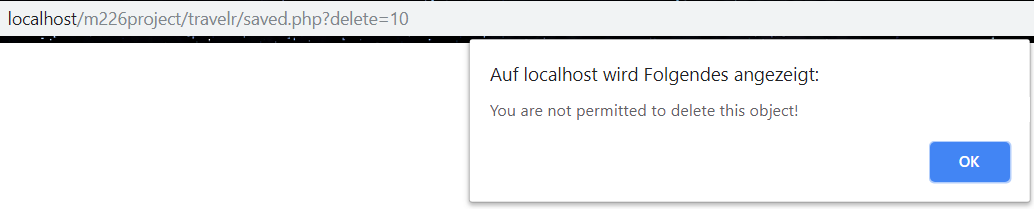 localhost/m226project/travelr/saved.php?delete=10
Auf localhost wird Folgendes angezeigt:
You are not permitted to delete this object!
OK